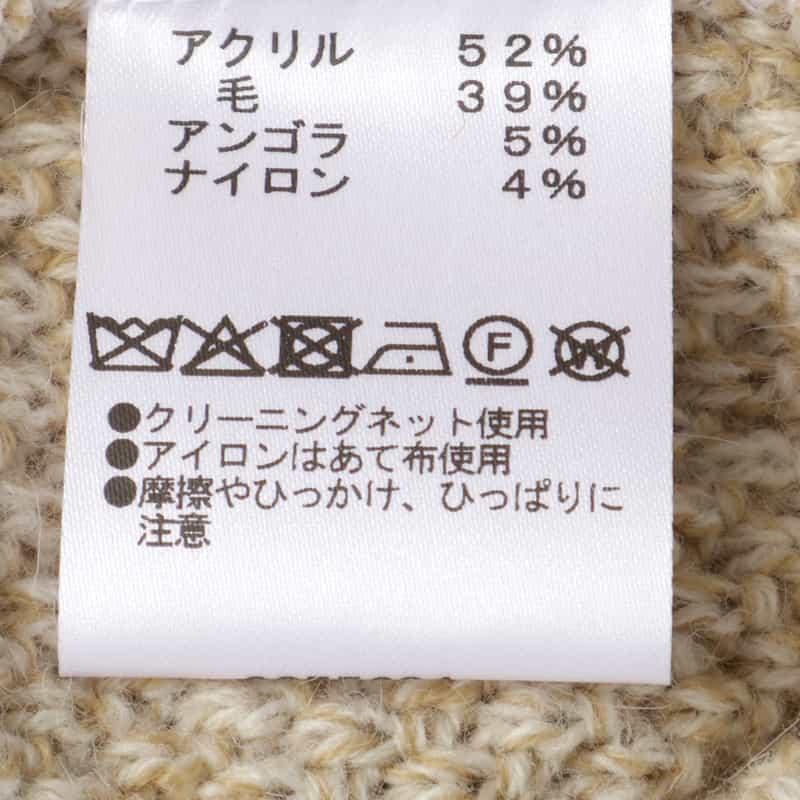 アクリル 52%
毛 39%
アンゴラ 5%
ナイロン 4%
F W
●クリーニングネット使用
●アイロンはあて布使用
●摩擦やひっかけ、ひっぱりに
注意